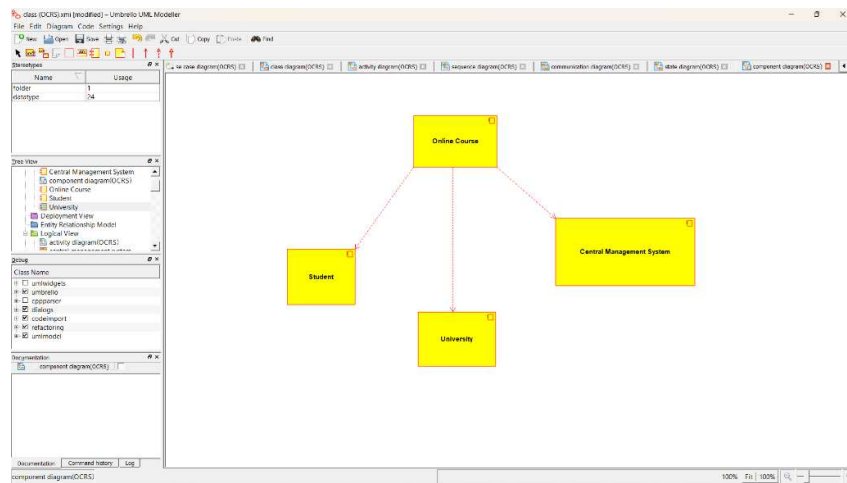 class (OCRS).xmi [modified] – Umbrello UML Modeller
File Edit Diagram Code Settings Help
New Open Save Cut Copy Paste Find
Stereotypes
Name Usage
folder 1
datatype 24
se case diagram(OCRS) class diagram(OCRS) activity diagram(OCRS) sequence diagram(OCRS) communication diagram(OCRS) state diagram(OCRS) component diagram(OCRS)
Tree View
Central Management System
component diagram(OCRS)
Online Course
Student
University
Deployment View
Entity Relationship Model
Logical View
activity diagram(OCRS)
central management system
Debug
Class Name
umlwidgets
umbrello
cppparser
dialogs
codeimport
refactoring
umlmodel
Documentation
component diagram(OCRS)
Online Course
Central Management System
Student
University
Documentation Command history Log
component diagram(OCRS)
100% Fit 100%